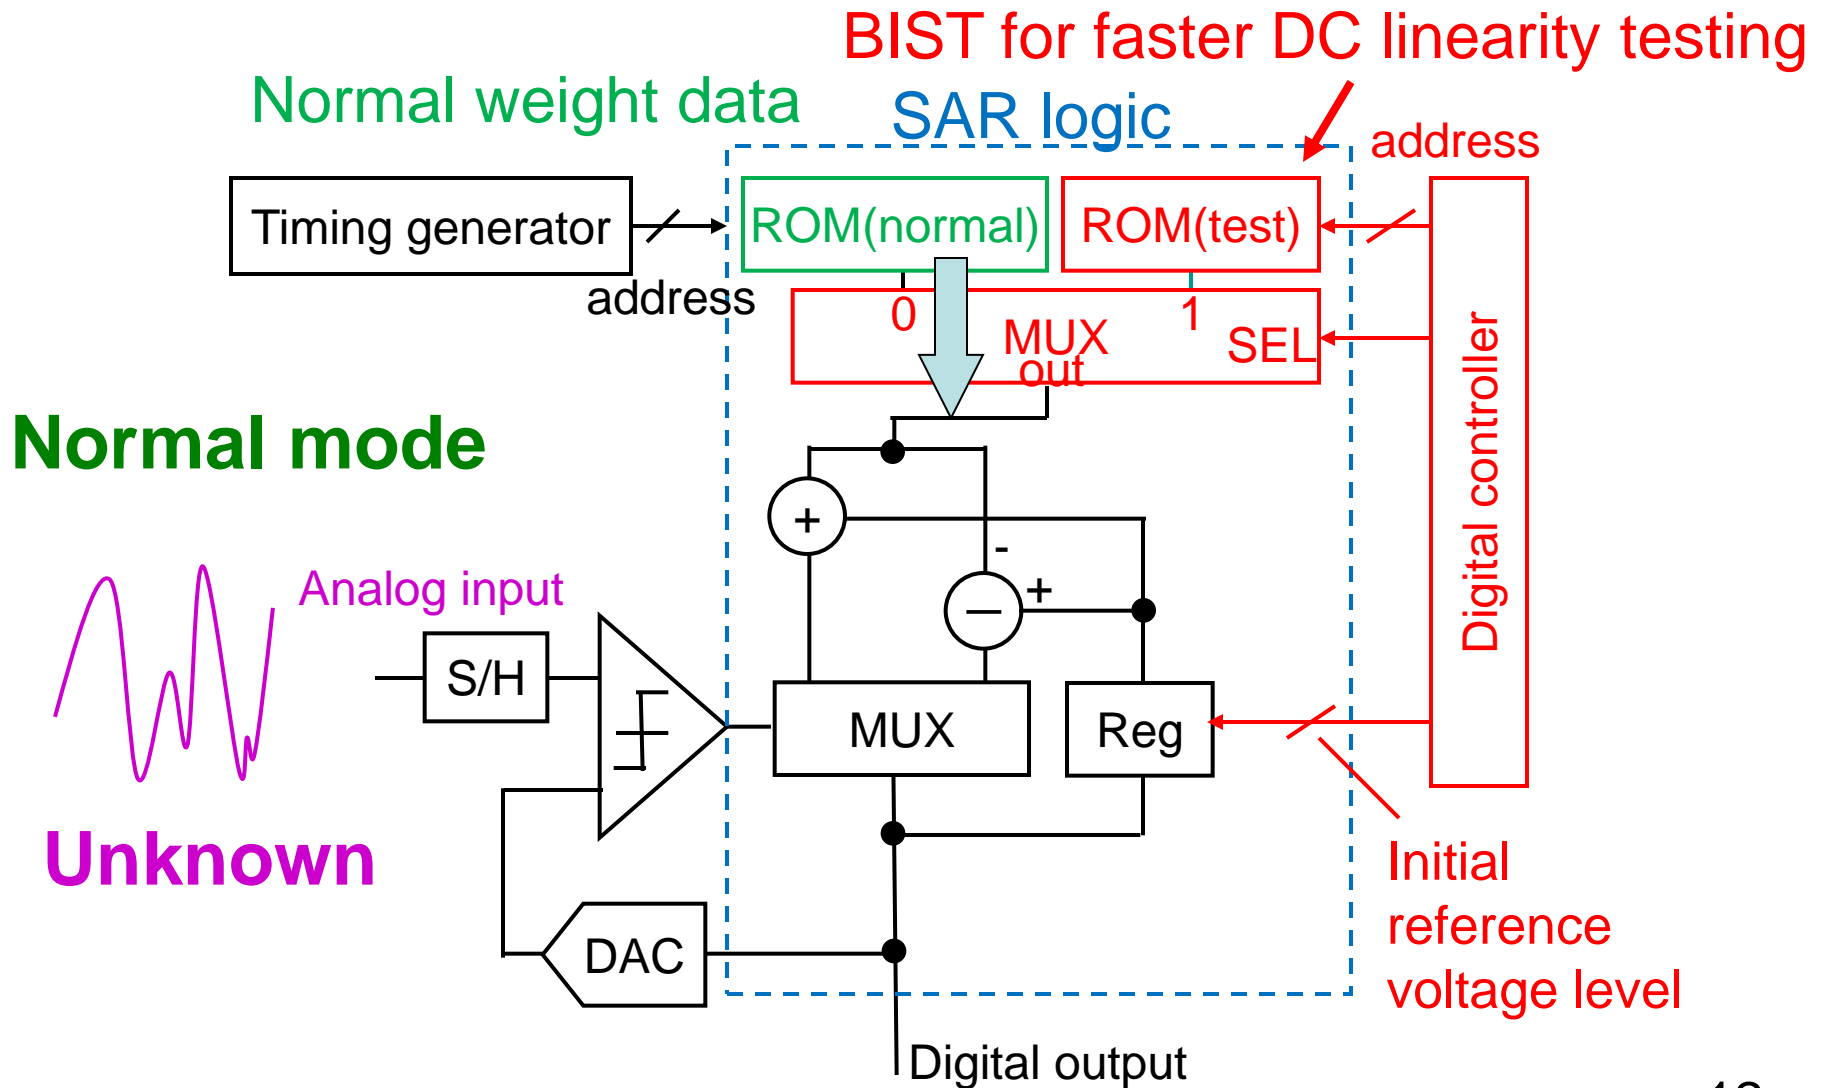 BIST for faster DC linearity testing
Normal weight data
SAR logic
address
Timing generator
ROM(normal)
ROM(test)
address
0
1
MUX
out
SEL
Digital controller
Normal mode
+
-
+
−
Analog input
S/H
MUX
Reg
Unknown
Initial
reference
voltage level
DAC
Digital output